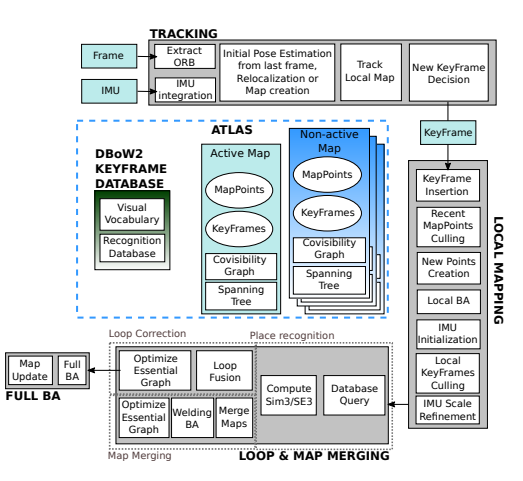 TRACKING
Frame
Extract
ORB
IMU
IMU
integration
Initial Pose Estimation
from last frame,
Relocalization or
Map creation
Track
Local Map
New KeyFrame
Decision
KeyFrame
ATLAS
DBoW2
KEYFRAME
DATABASE
Visual
Vocabulary
Recognition
Database
Active Map
MapPoints
KeyFrames
Covisibility
Graph
Spanning
Tree
Non-active
Map
MapPoints
KeyFrames
Covisibility
Graph
Spanning
Tree
LOCAL MAPPING
KeyFrame
Insertion
Recent
MapPoints
Culling
New Points
Creation
Local BA
IMU
Initialization
Local
KeyFrames
Culling
IMU Scale
Refinement
Loop Correction
Place recognition
Optimize
Essential
Graph
Loop
Fusion
Compute
Sim3/SE3
Database
Query
Map
Update
Full
BA
FULL BA
Optimize
Essential
Graph
Welding
BA
Merge
Maps
Map Merging
LOOP & MAP MERGING